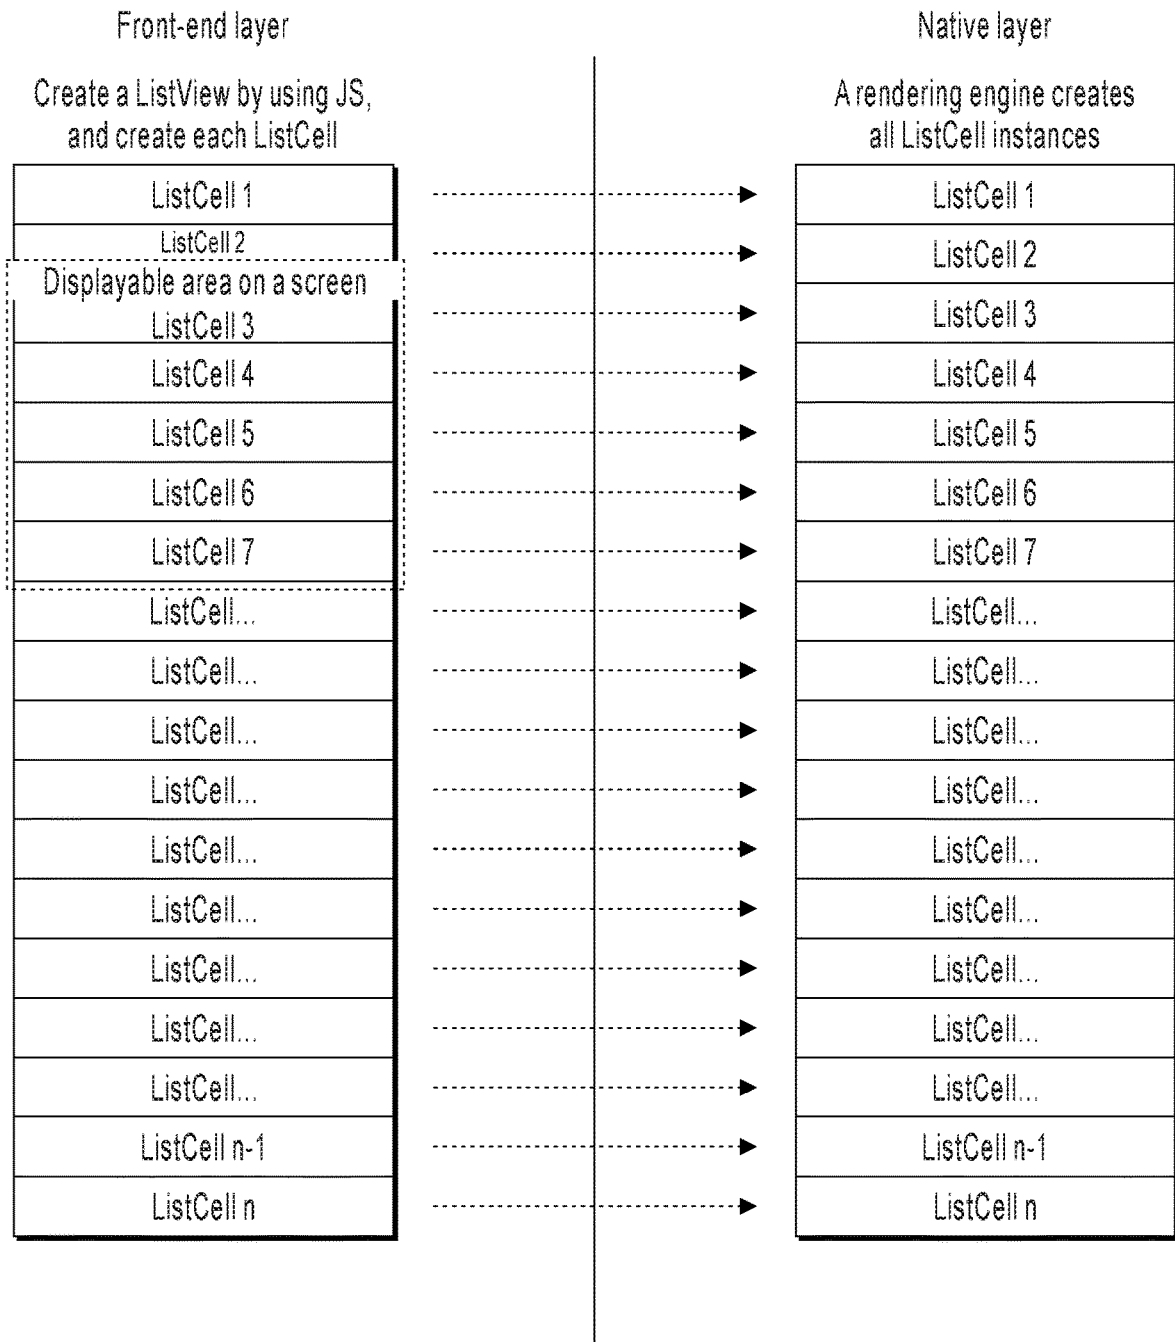 Front-end layer
Create a ListView by using JS,
and create each ListCell
ListCell 1
ListCell 2
Displayable area on a screen
ListCell 3
ListCell 4
ListCell 5
ListCell 6
ListCell 7
ListCell...
ListCell...
ListCell...
ListCell...
ListCell...
ListCell...
ListCell...
ListCell...
ListCell...
ListCell n-1
ListCell n
Native layer
A rendering engine creates
all ListCell instances
ListCell 1
ListCell 2
ListCell 3
ListCell 4
ListCell 5
ListCell 6
ListCell 7
ListCell...
ListCell...
ListCell...
ListCell...
ListCell...
ListCell...
ListCell...
ListCell...
ListCell...
ListCell n-1
ListCell n